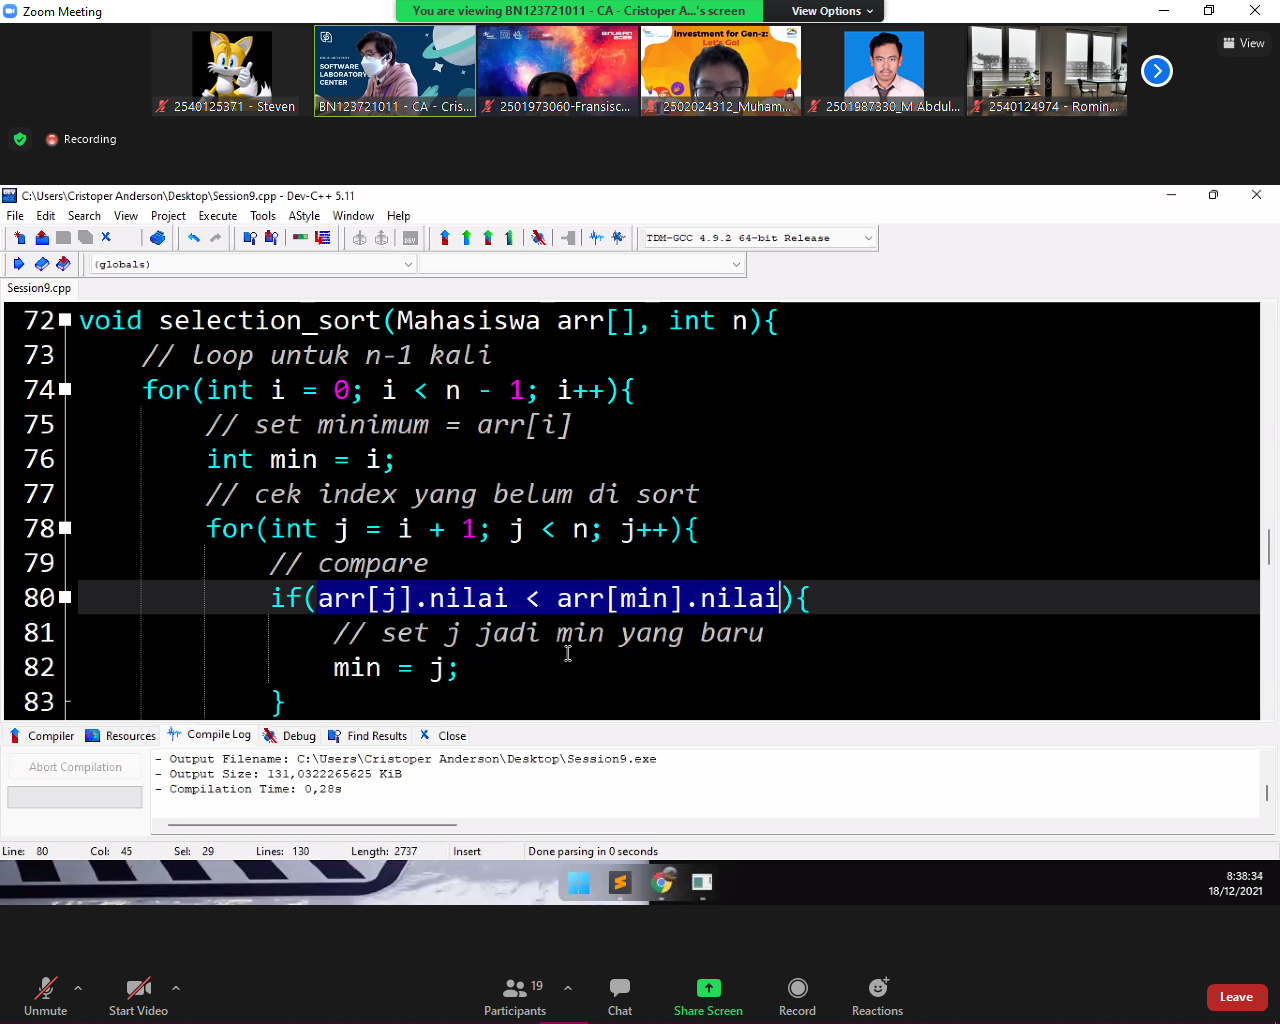 Zoom Meeting
You are viewing BN123721011 - CA - Cristoper A...'s screen
View Options
2540125371 - Steven
SOFTWARE
LABORATORY
CENTER
BN123721011 - CA - Cris...
2501973060-Fransisc...
Investment for Gen-z:
Let's Go!
2502024312_Muham...
2501987330_M Abdul...
2540124974 - Romin...
View
Recording
C:\Users\Cristoper Anderson\Desktop\Session9.cpp - Dev-C++ 5.11
File Edit Search View Project Execute Tools AStyle Window Help
TDM-GCC 4.9.2 64-bit Release
(globals)
Session9.cpp
72 void selection_sort(Mahasiswa arr[], int n){
73 // loop untuk n-1 kali
74 for(int i = 0; i < n - 1; i++){
75 // set minimum = arr[i]
76 int min = i;
77 // cek index yang belum di sort
78 for(int j = i + 1; j < n; j++){
79 // compare
80 if(arr[j].nilai < arr[min].nilai){
81 // set j jadi min yang baru
82 min = j;
83 }
Compiler Resources Compile Log Debug Find Results Close
Abort Compilation
- Output Filename: C:\Users\Cristoper Anderson\Desktop\Session9.exe
- Output Size: 131,0322265625 KiB
- Compilation Time: 0,28s
Line: 80 Col: 45 Sel: 29 Lines: 130 Length: 2737 Insert Done parsing in 0 seconds
8:38:34
18/12/2021
Unmute
Start Video
19
Participants
Chat
Share Screen
Record
Reactions
Leave